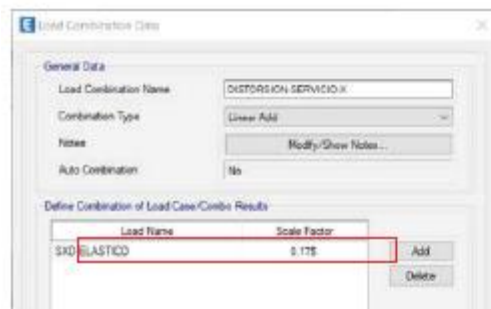 Load Combination Data
General Data
Load Combination Name DISTORSION-SERVICIO.X
Combination Type Linear Add
Notes Modify/Show Notes...
Auto Combination No
Define Combination of Load Case/Combo Results
Load Name Scale Factor
SXD-ELASTICO 0.175 Add
Delete